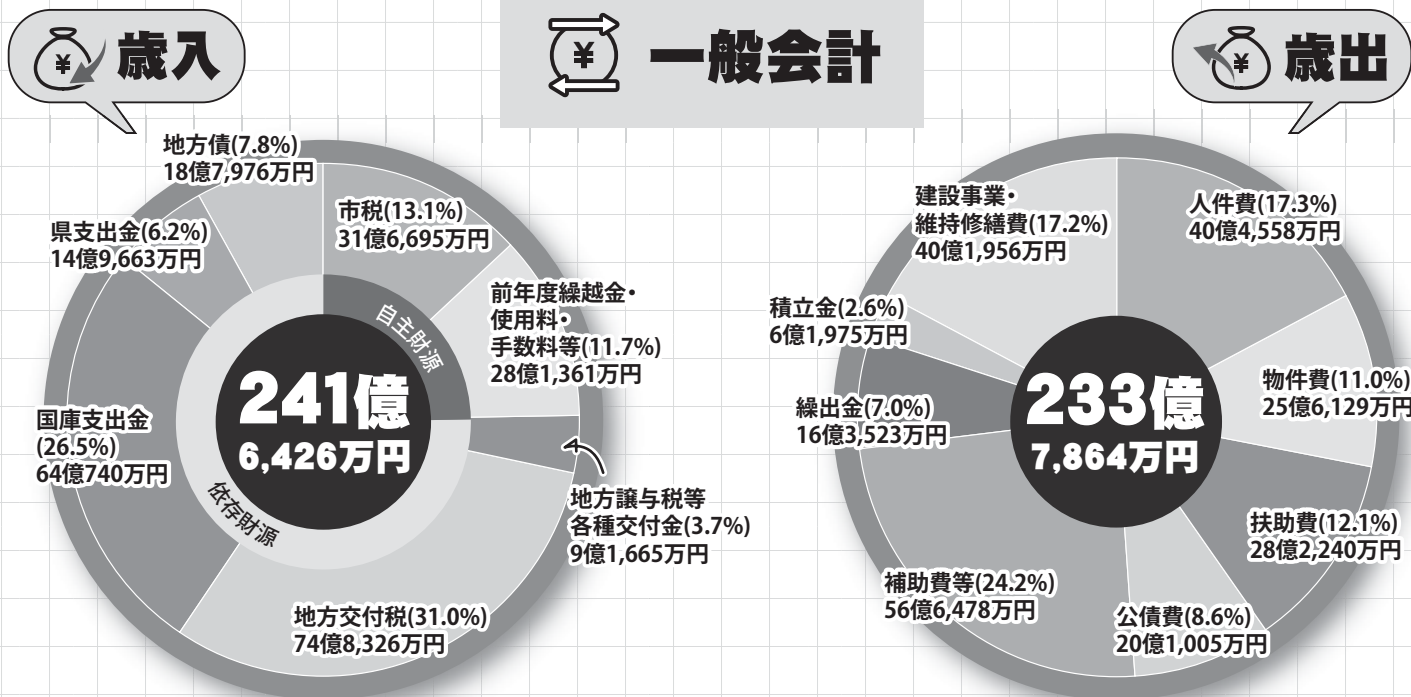 歳入
一般会計
歳出
地方債(7.8%)
18億7,976万円
県支出金(6.2%)
14億9,663万円
国庫支出金
(26.5%)
64億740万円
市税(13.1%)
31億6,695万円
前年度繰越金・
使用料・
手数料等(11.7%)
28億1,361万円
地方譲与税等
各種交付金(3.7%)
9億1,665万円
地方交付税(31.0%)
74億8,326万円
自主財源
依存財源
241億
6,426万円
建設事業・
維持修繕費(17.2%)
40億1,956万円
積立金(2.6%)
6億1,975万円
繰出金(7.0%)
16億3,523万円
補助費等(24.2%)
56億6,478万円
公債費(8.6%)
20億1,005万円
扶助費(12.1%)
28億2,240万円
物件費(11.0%)
25億6,129万円
人件費(17.3%)
40億4,558万円
233億
7,864万円